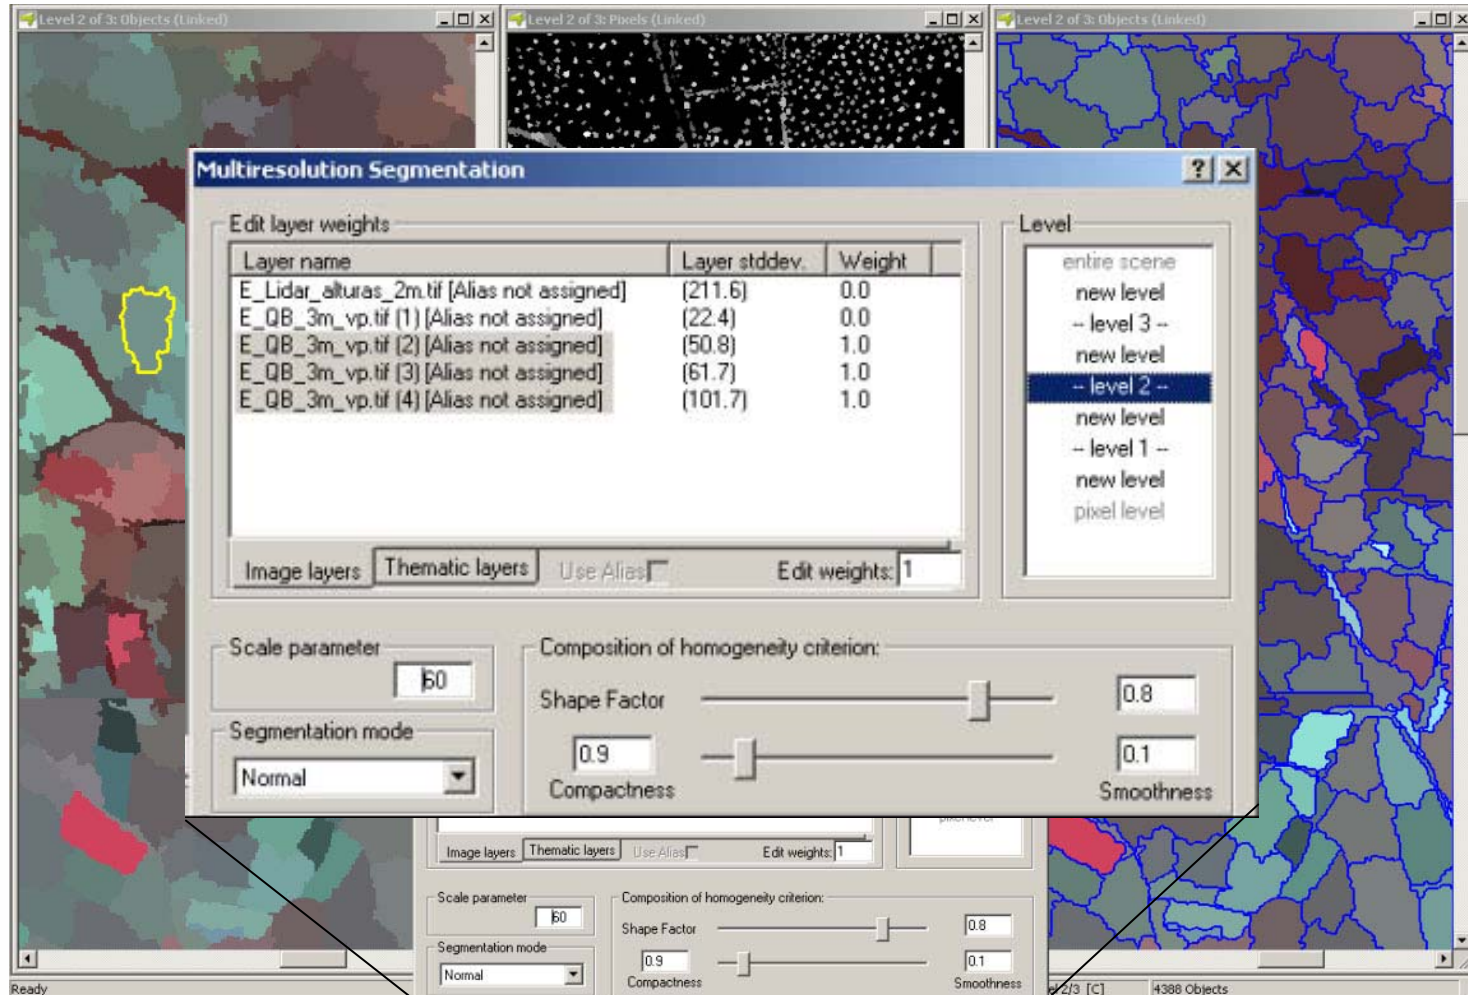 Level 2 of 3: Objects (Linked)
Level 2 of 3: Pixels (Linked)
Level 2 of 3: Objects (Linked)
Multiresolution Segmentation
Edit layer weights
Layer name Layer stddev. Weight
E_Lidar_alturas_2m.tif [Alias not assigned] (211.6) 0.0
E_QB_3m_vp.tif (1) [Alias not assigned] (22.4) 0.0
E_QB_3m_vp.tif (2) [Alias not assigned] (50.8) 1.0
E_QB_3m_vp.tif (3) [Alias not assigned] (61.7) 1.0
E_QB_3m_vp.tif (4) [Alias not assigned] (101.7) 1.0
Image layers Thematic layers Use Alias Edit weights: 1
Level
entire scene
new level
-- level 3 --
new level
-- level 2 --
new level
-- level 1 --
new level
pixel level
Scale parameter
60
Segmentation mode
Normal
Composition of homogeneity criterion:
Shape Factor 0.8
0.9 0.1
Compactness Smoothness
pixel level
Image layers Thematic layers Use Alias Edit weights: 1
Scale parameter
60
Segmentation mode
Normal
Composition of homogeneity criterion:
Shape Factor 0.8
0.9 0.1
Compactness Smoothness
Ready
el 2/3 [C] 4388 Objects